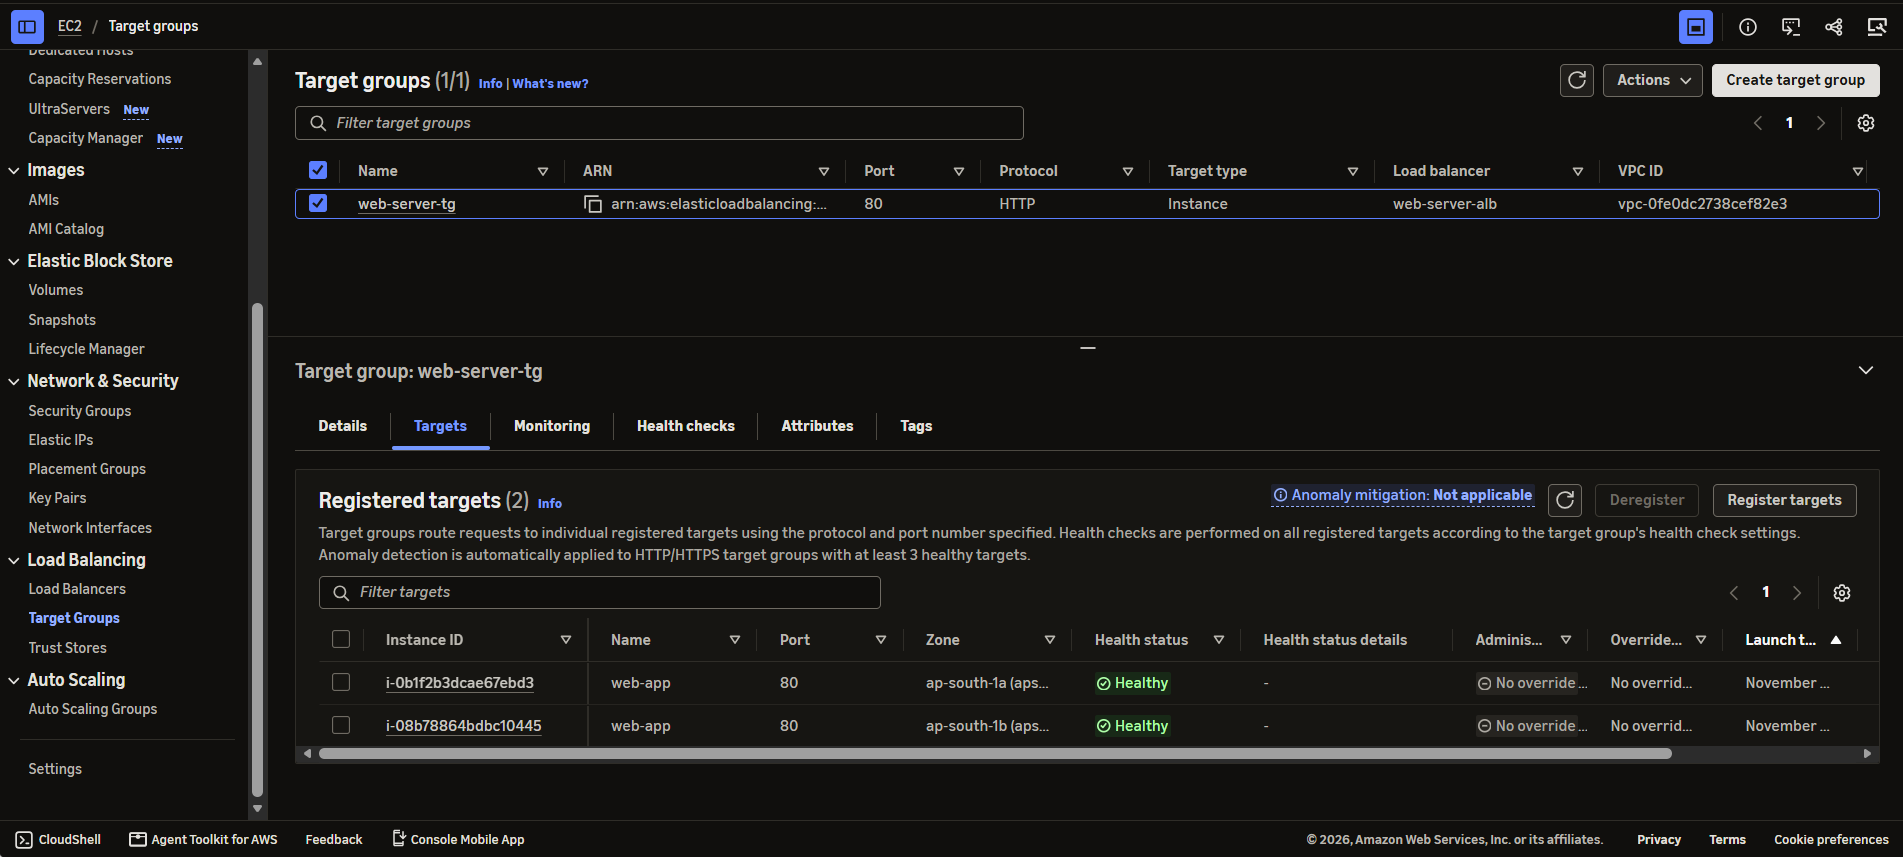 EC2 / Target groups
Dedicated Hosts
Capacity Reservations
UltraServers New
Capacity Manager New
Images
AMIs
AMI Catalog
Elastic Block Store
Volumes
Snapshots
Lifecycle Manager
Network & Security
Security Groups
Elastic IPs
Placement Groups
Key Pairs
Network Interfaces
Load Balancing
Load Balancers
Target Groups
Trust Stores
Auto Scaling
Auto Scaling Groups
Settings
Target groups (1/1) Info | What's new?
Actions Create target group
Filter target groups
1
Name ARN Port Protocol Target type Load balancer VPC ID
web-server-tg arn:aws:elasticloadbalancing:... 80 HTTP Instance web-server-alb vpc-0fe0dc2738cef82e3
Target group: web-server-tg
Details Targets Monitoring Health checks Attributes Tags
Registered targets (2) Info
Anomaly mitigation: Not applicable Deregister Register targets
Target groups route requests to individual registered targets using the protocol and port number specified. Health checks are performed on all registered targets according to the target group's health check settings.
Anomaly detection is automatically applied to HTTP/HTTPS target groups with at least 3 healthy targets.
Filter targets
1
Instance ID Name Port Zone Health status Health status details Adminis... Override... Launch t...
i-0b1f2b3dcae67ebd3 web-app 80 ap-south-1a (aps... Healthy - No override... No overrid... November ...
i-08b78864bdbc10445 web-app 80 ap-south-1b (aps... Healthy - No override... No overrid... November ...
CloudShell Agent Toolkit for AWS Feedback Console Mobile App © 2026, Amazon Web Services, Inc. or its affiliates. Privacy Terms Cookie preferences